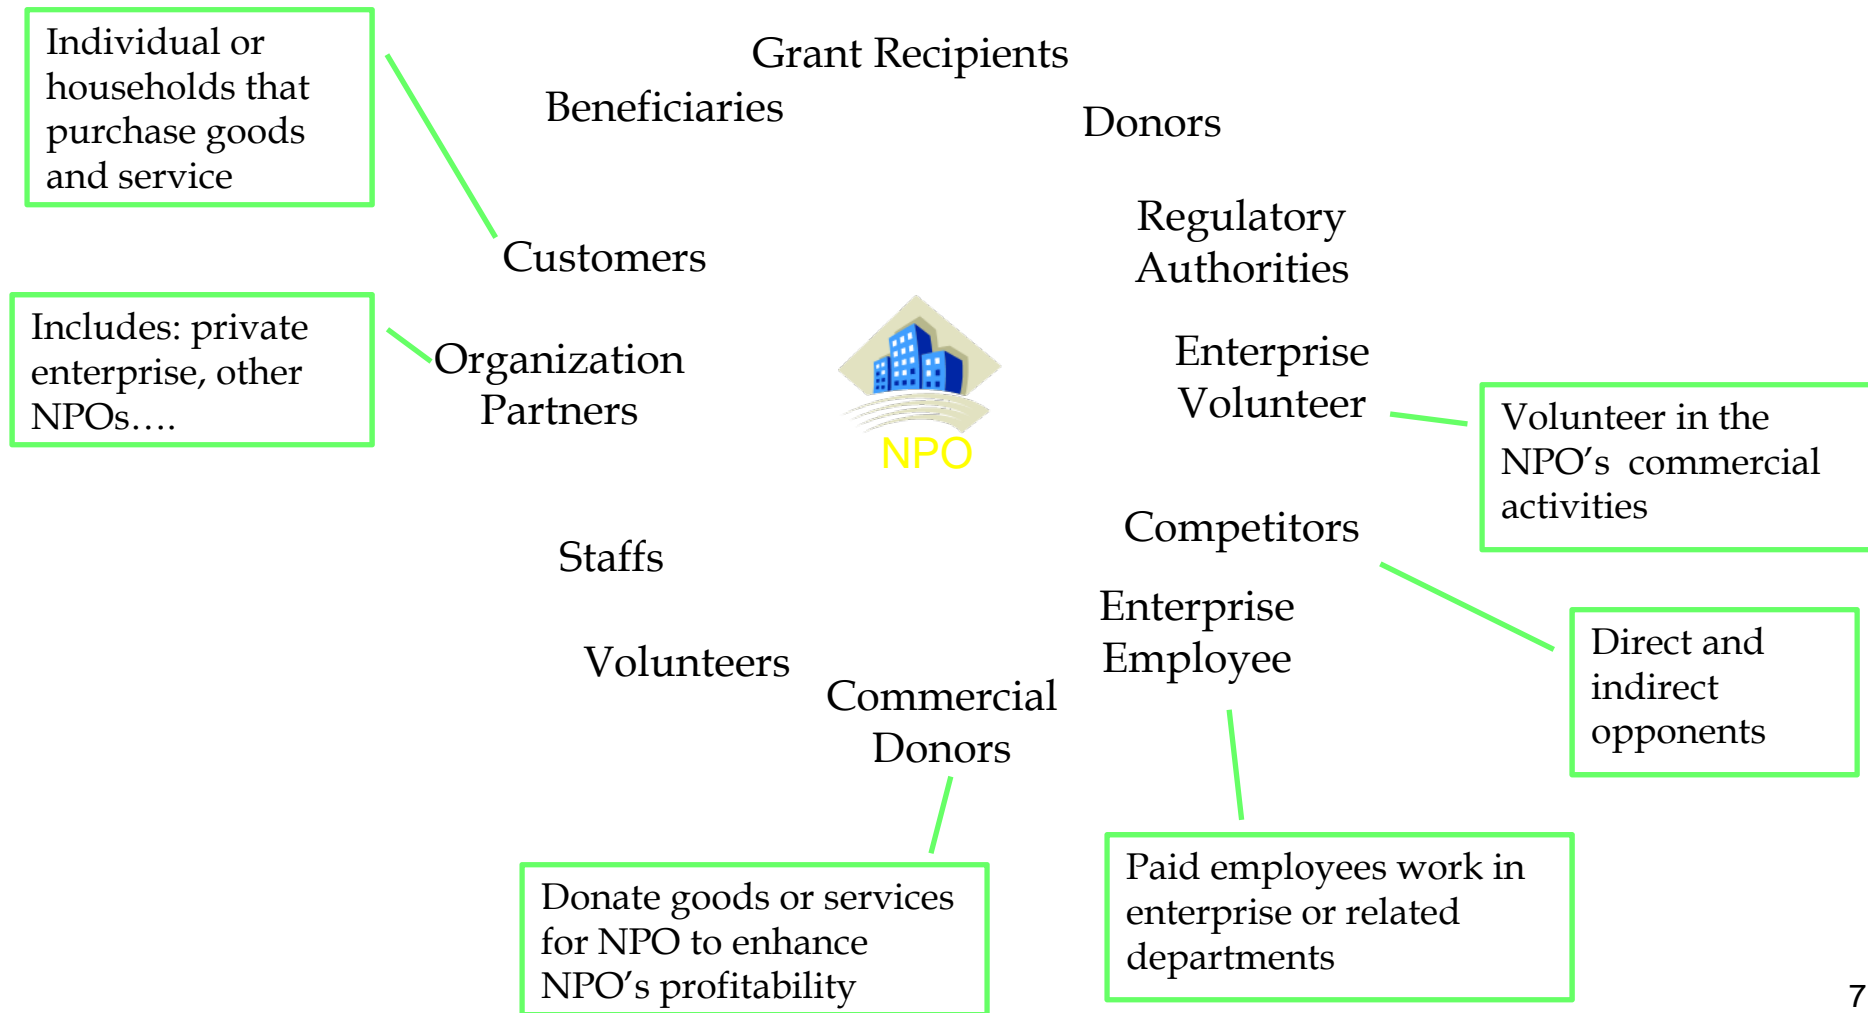 Individual or
households that
purchase goods
and service
Grant Recipients
Beneficiaries
Donors
Regulatory
Authorities
Customers
Includes: private
enterprise, other
NPOs….
Organization
Partners
NPO
Enterprise
Volunteer
Volunteer in the
NPO’s  commercial
activities
Competitors
Staffs
Enterprise
Employee
Direct and
indirect
opponents
Volunteers
Commercial
Donors
Donate goods or services
for NPO to enhance
NPO’s profitability
Paid employees work in
enterprise or related
departments
7